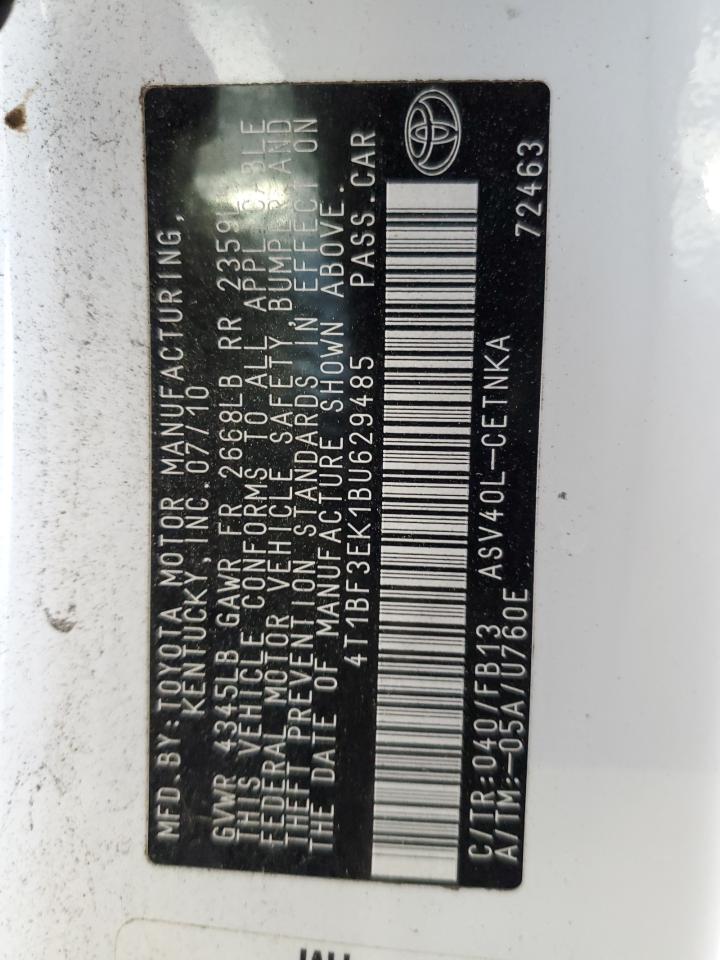 MFD.BY:TOYOTA MOTOR MANUFACTURING,
KENTUCKY,INC.07/10
GVWR 4345LB GAWR FR 2668LB RR 2359L
THIS VEHICLE CONFORMS TO ALL APPLICABLE
FEDERAL MOTOR VEHICLE SAFETY, BUMPER, AND
THEFT PREVENTION STANDARDS IN EFFECT ON
THE DATE OF MANUFACTURE SHOWN ABOVE.
4T1BF3EK1BU629485 PASS.CAR
C/TR:040/FB13 ASV40L-CETNKA
A/TM:-05A/U760E 72463